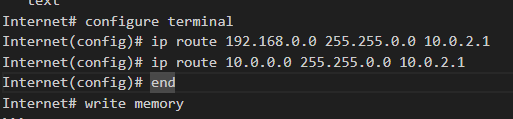 text
Internet# configure terminal
Internet(config)# ip route 192.168.0.0 255.255.0.0 10.0.2.1
Internet(config)# ip route 10.0.0.0 255.255.0.0 10.0.2.1
Internet(config)# end
Internet# write memory